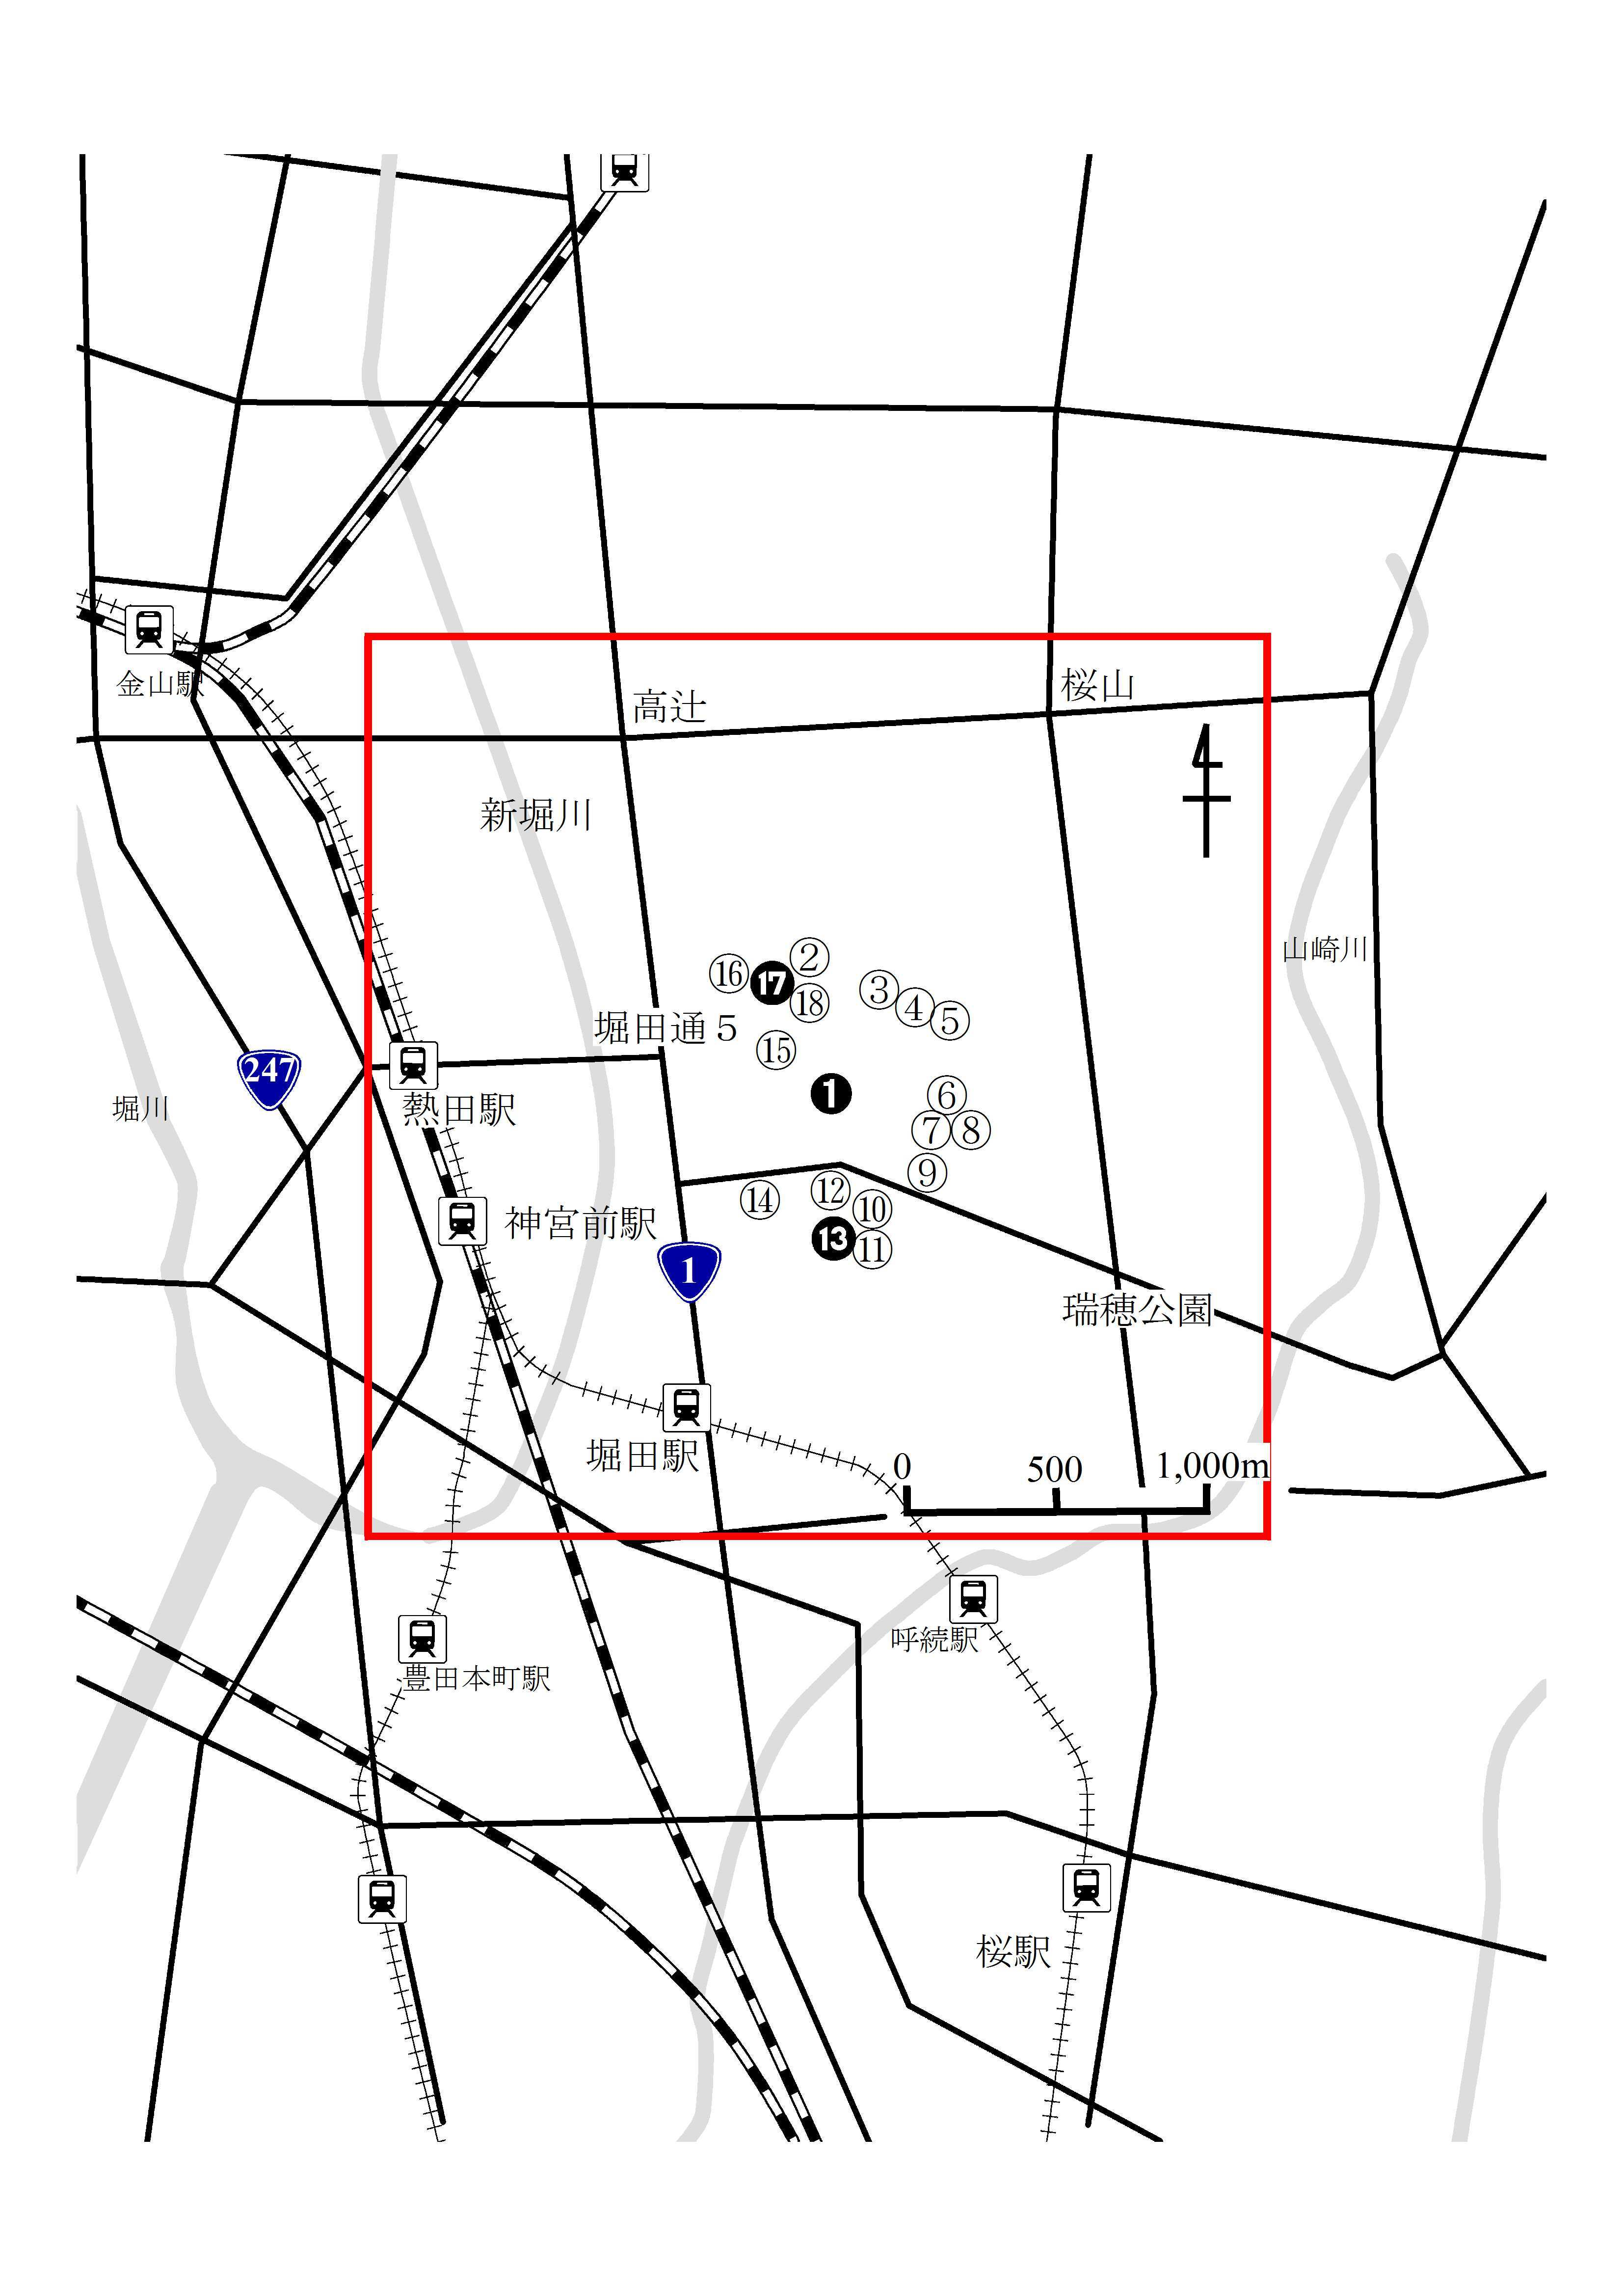 金山駅
桜山
高辻
新堀川
山崎川
②
⑯
17
③
⑱
④
⑤
堀田通５
⑮
247
1
⑥
堀川
熱田駅
⑦
⑧
⑨
⑫
⑭
⑩
神宮前駅
13
⑪
1
瑞穂公園
堀田駅
0
500
1,000m
呼続駅
豊田本町駅
桜駅